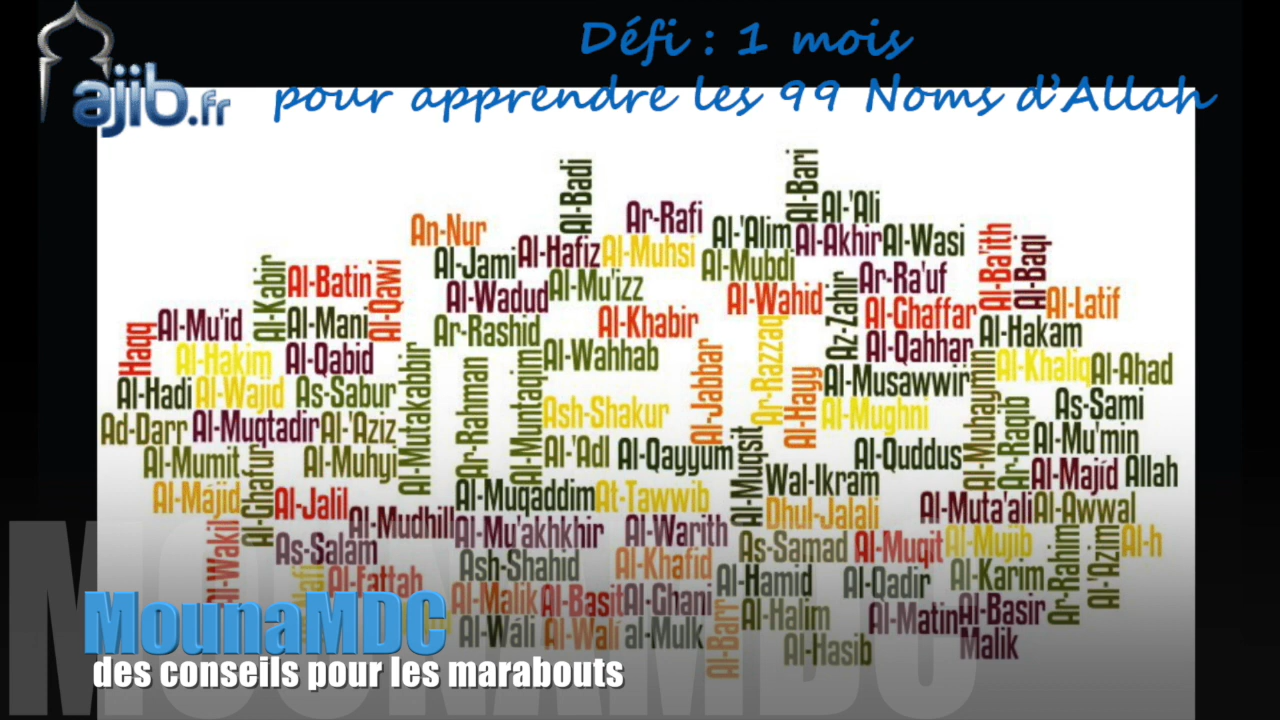 ajib.fr
Défi : 1 mois
pour apprendre les 99 Noms d'Allah
Al-Badi
Al-Bari
Al-'Ali
Ar-Rafi
An-Nur
Al-'Alim
Al-Akhir
Al-Wasi
Al-Ba'ith
Al-Baqi
Al-Hafiz
Al-Muhsi
Al-Jami
Al-Mubdi
Al-Kabir
Al-Batin
Al-Qawi
Al-Wadud
Al-Mu'izz
Al-Wahid
Az-Zahir
Ar-Ra'uf
Al-Ghaffar
Al-Latif
Haqq
Al-Mu'id
Al-Mani
Ar-Rashid
Al-Khabir
Ar-Razzaq
Al-Qahhar
Al-Hakam
Al-Hakim
Al-Qabid
Al-Wahhab
Al-Jabbar
Al-Khaliq
Al-Ahad
Al-Hadi
Al-Wajid
As-Sabur
Al-Mutakabbir
Ar-Rahman
Al-Muntaqim
Al-Hayy
Al-Musawwir
Al-Muhaymin
As-Sami
Ad-Darr
Al-Muqtadir
Al-'Aziz
Ash-Shakur
Al-Mughni
Ar-Raqib
Al-Mu'min
Al-Mumit
Al-Ghafur
Al-Muhyi
Al-'Adl
Al-Qayyum
Al-Muqsit
Al-Quddus
Al-Majíd
Allah
Al-Májid
Al-Jalil
Al-Muqaddim
At-Tawwib
Wal-Ikram
Dhul-Jalali
Al-Muta'ali
Al-Awwal
Al-Wakil
Al-Mudhill
Al-Mu'akhkhir
Al-Warith
As-Salam
Ash-Shahid
Al-Khafid
As-Samad
Al-Muqit
Al-Mujib
Ar-Rahim
Al-'Azim
Al-h
Al-Fattah
Al-Malik
Al-Basit
Al-Ghani
Al-Hamid
Al-Qadir
Al-Karim
Al-Wáli
Al-Walí
al-Mulk
Al-Barr
Al-Halim
Al-Matin
Al-Basir
Al-Hasib
Malik
MOUNAMDC
MounaMDC
des conseils pour les marabouts